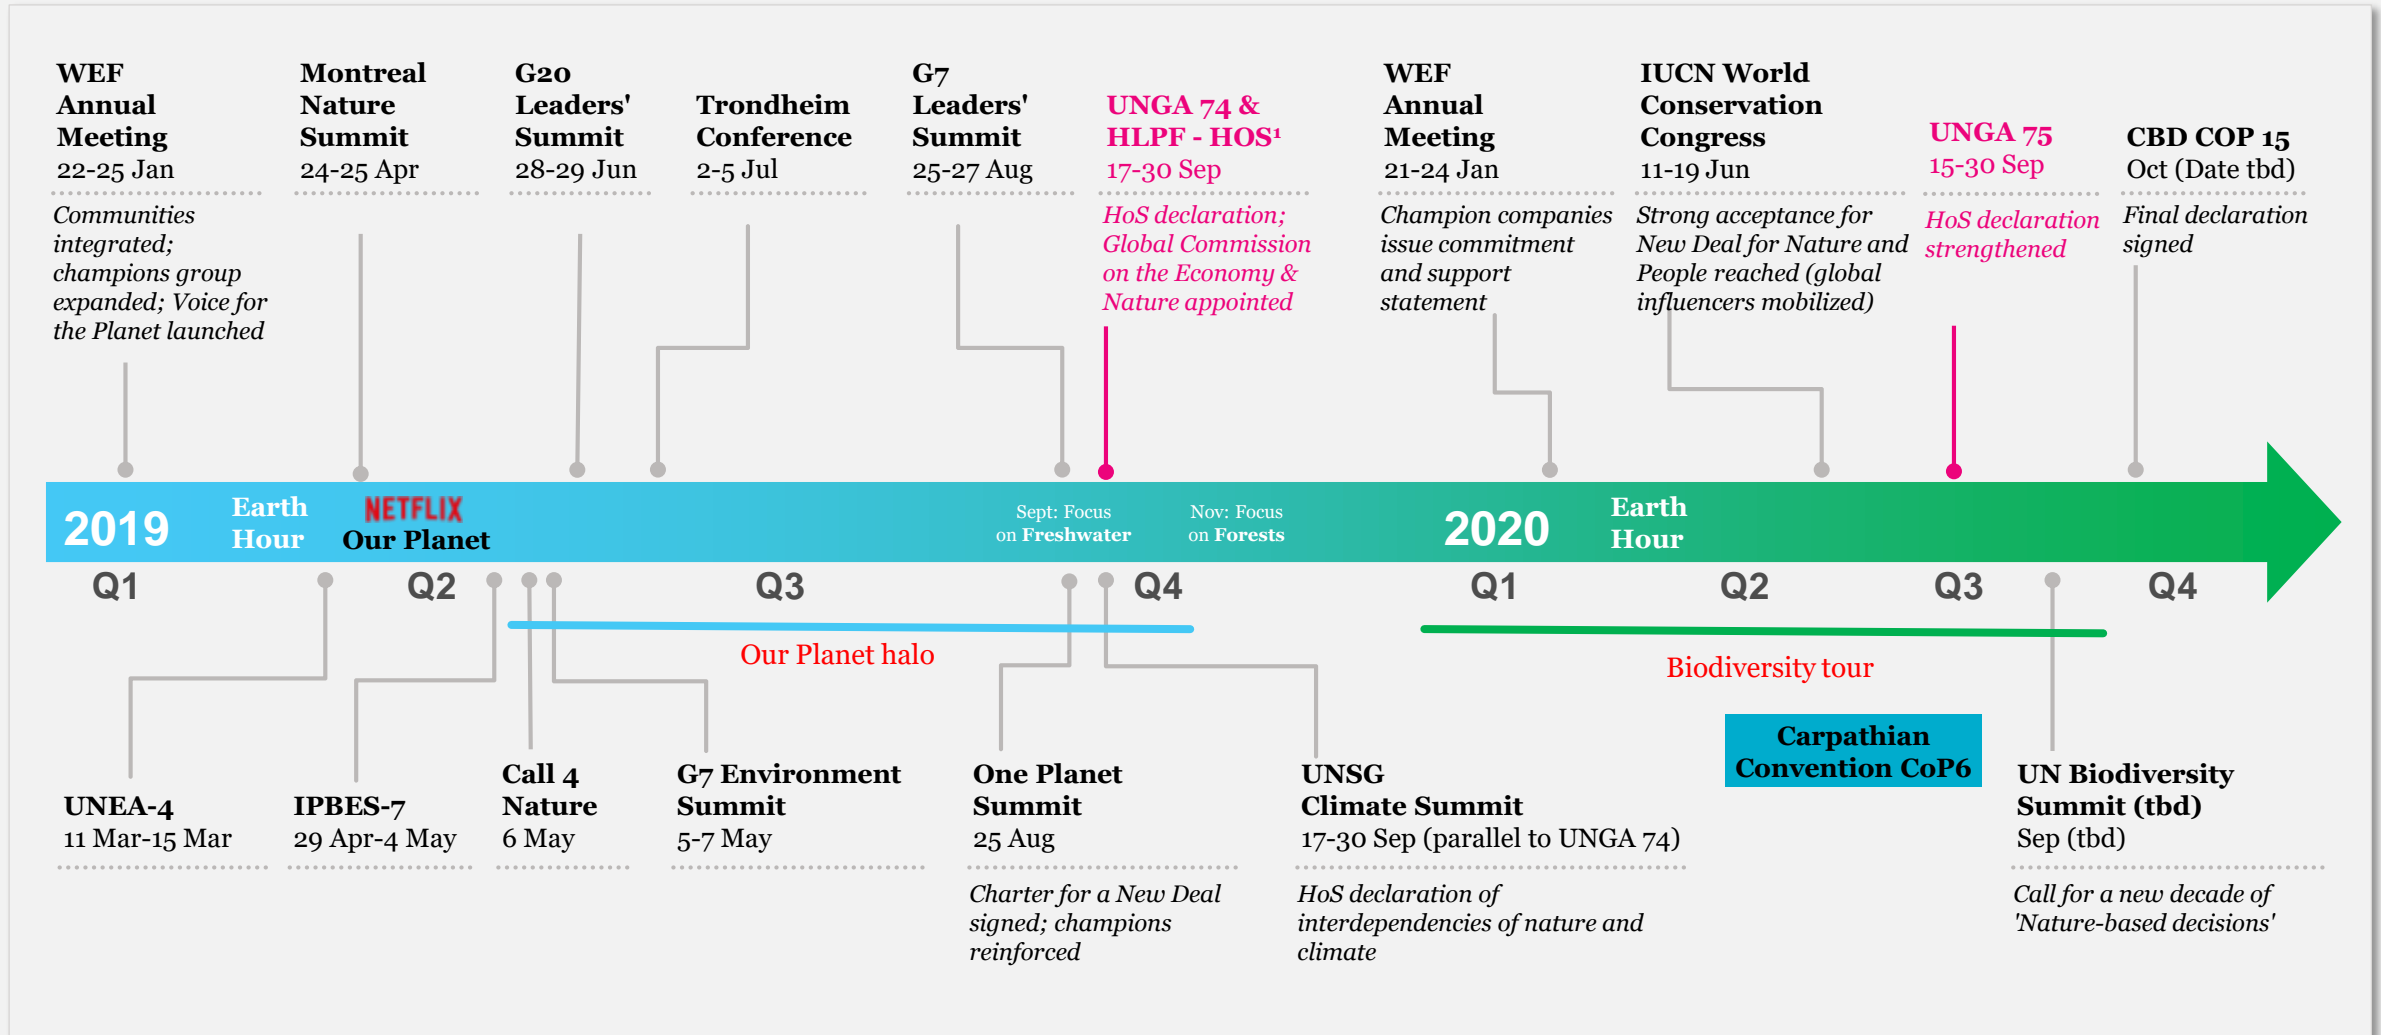 WEF
Annual
Meeting
22-25 Jan
Communities
integrated;
champions group
expanded; Voice for
the Planet launched
Montreal
Nature
Summit
24-25 Apr
G20
Leaders'
Summit
28-29 Jun
Trondheim
Conference
2-5 Jul
G7
Leaders'
Summit
25-27 Aug
UNGA 74 &
HLPF - HOS¹
17-30 Sep
HoS declaration;
Global Commission
on the Economy &
Nature appointed
WEF
Annual
Meeting
21-24 Jan
Champion companies
issue commitment
and support
statement
IUCN World
Conservation
Congress
11-19 Jun
Strong acceptance for
New Deal for Nature and
People reached (global
influencers mobilized)
UNGA 75
15-30 Sep
HoS declaration
strengthened
CBD COP 15
Oct (Date tbd)
Final declaration
signed
2019
Earth
Hour
NETFLIX
Our Planet
Sept: Focus
on Freshwater
Nov: Focus
on Forests
2020
Earth
Hour
Q1
Q2
Q3
Q4
Q1
Q2
Q3
Q4
Our Planet halo
Biodiversity tour
Carpathian
Convention CoP6
UNEA-4
11 Mar-15 Mar
IPBES-7
29 Apr-4 May
Call 4
Nature
6 May
G7 Environment
Summit
5-7 May
One Planet
Summit
25 Aug
Charter for a New Deal
signed; champions
reinforced
UNSG
Climate Summit
17-30 Sep (parallel to UNGA 74)
HoS declaration of
interdependencies of nature and
climate
UN Biodiversity
Summit (tbd)
Sep (tbd)
Call for a new decade of
'Nature-based decisions'